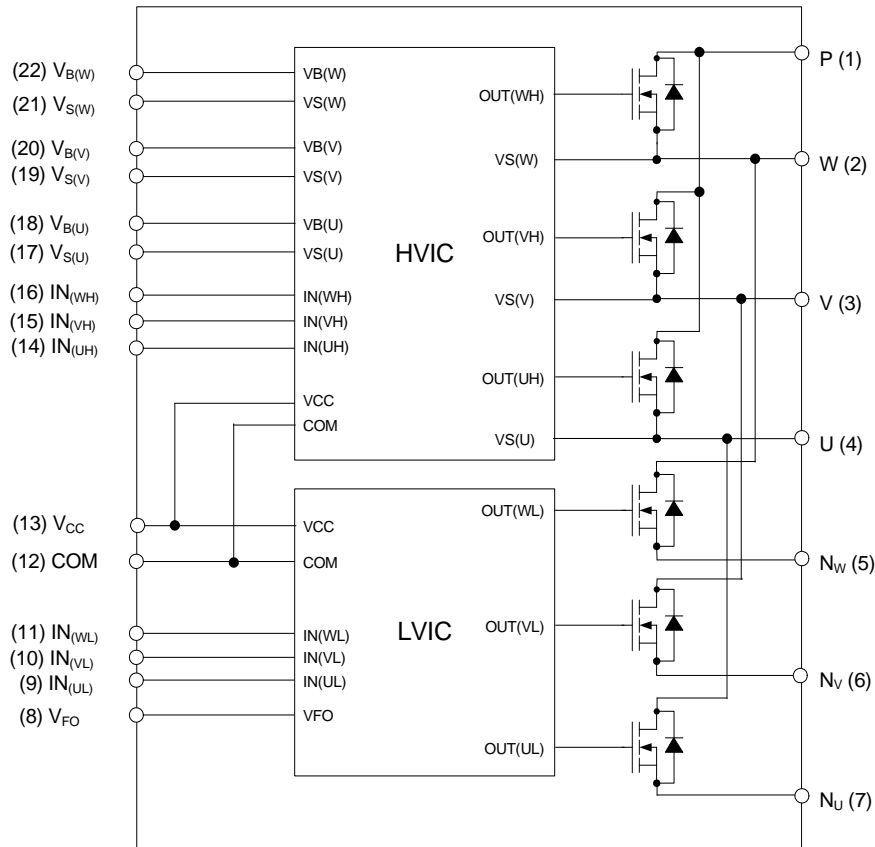 (22) VB(W)
(21) VS(W)
(20) VB(V)
(19) VS(V)
(18) VB(U)
(17) VS(U)
(16) IN(WH)
(15) IN(VH)
(14) IN(UH)
(13) VCC
(12) COM
(11) IN(WL)
(10) IN(VL)
(9) IN(UL)
(8) VFO
VB(W)
VS(W)
VB(V)
VS(V)
VB(U)
VS(U)
IN(WH)
IN(VH)
IN(UH)
VCC
COM
HVIC
OUT(WH)
VS(W)
OUT(VH)
VS(V)
OUT(UH)
VS(U)
VCC
COM
IN(WL)
IN(VL)
IN(UL)
VFO
LVIC
OUT(WL)
OUT(VL)
OUT(UL)
P (1)
W (2)
V (3)
U (4)
NW (5)
NV (6)
NU (7)